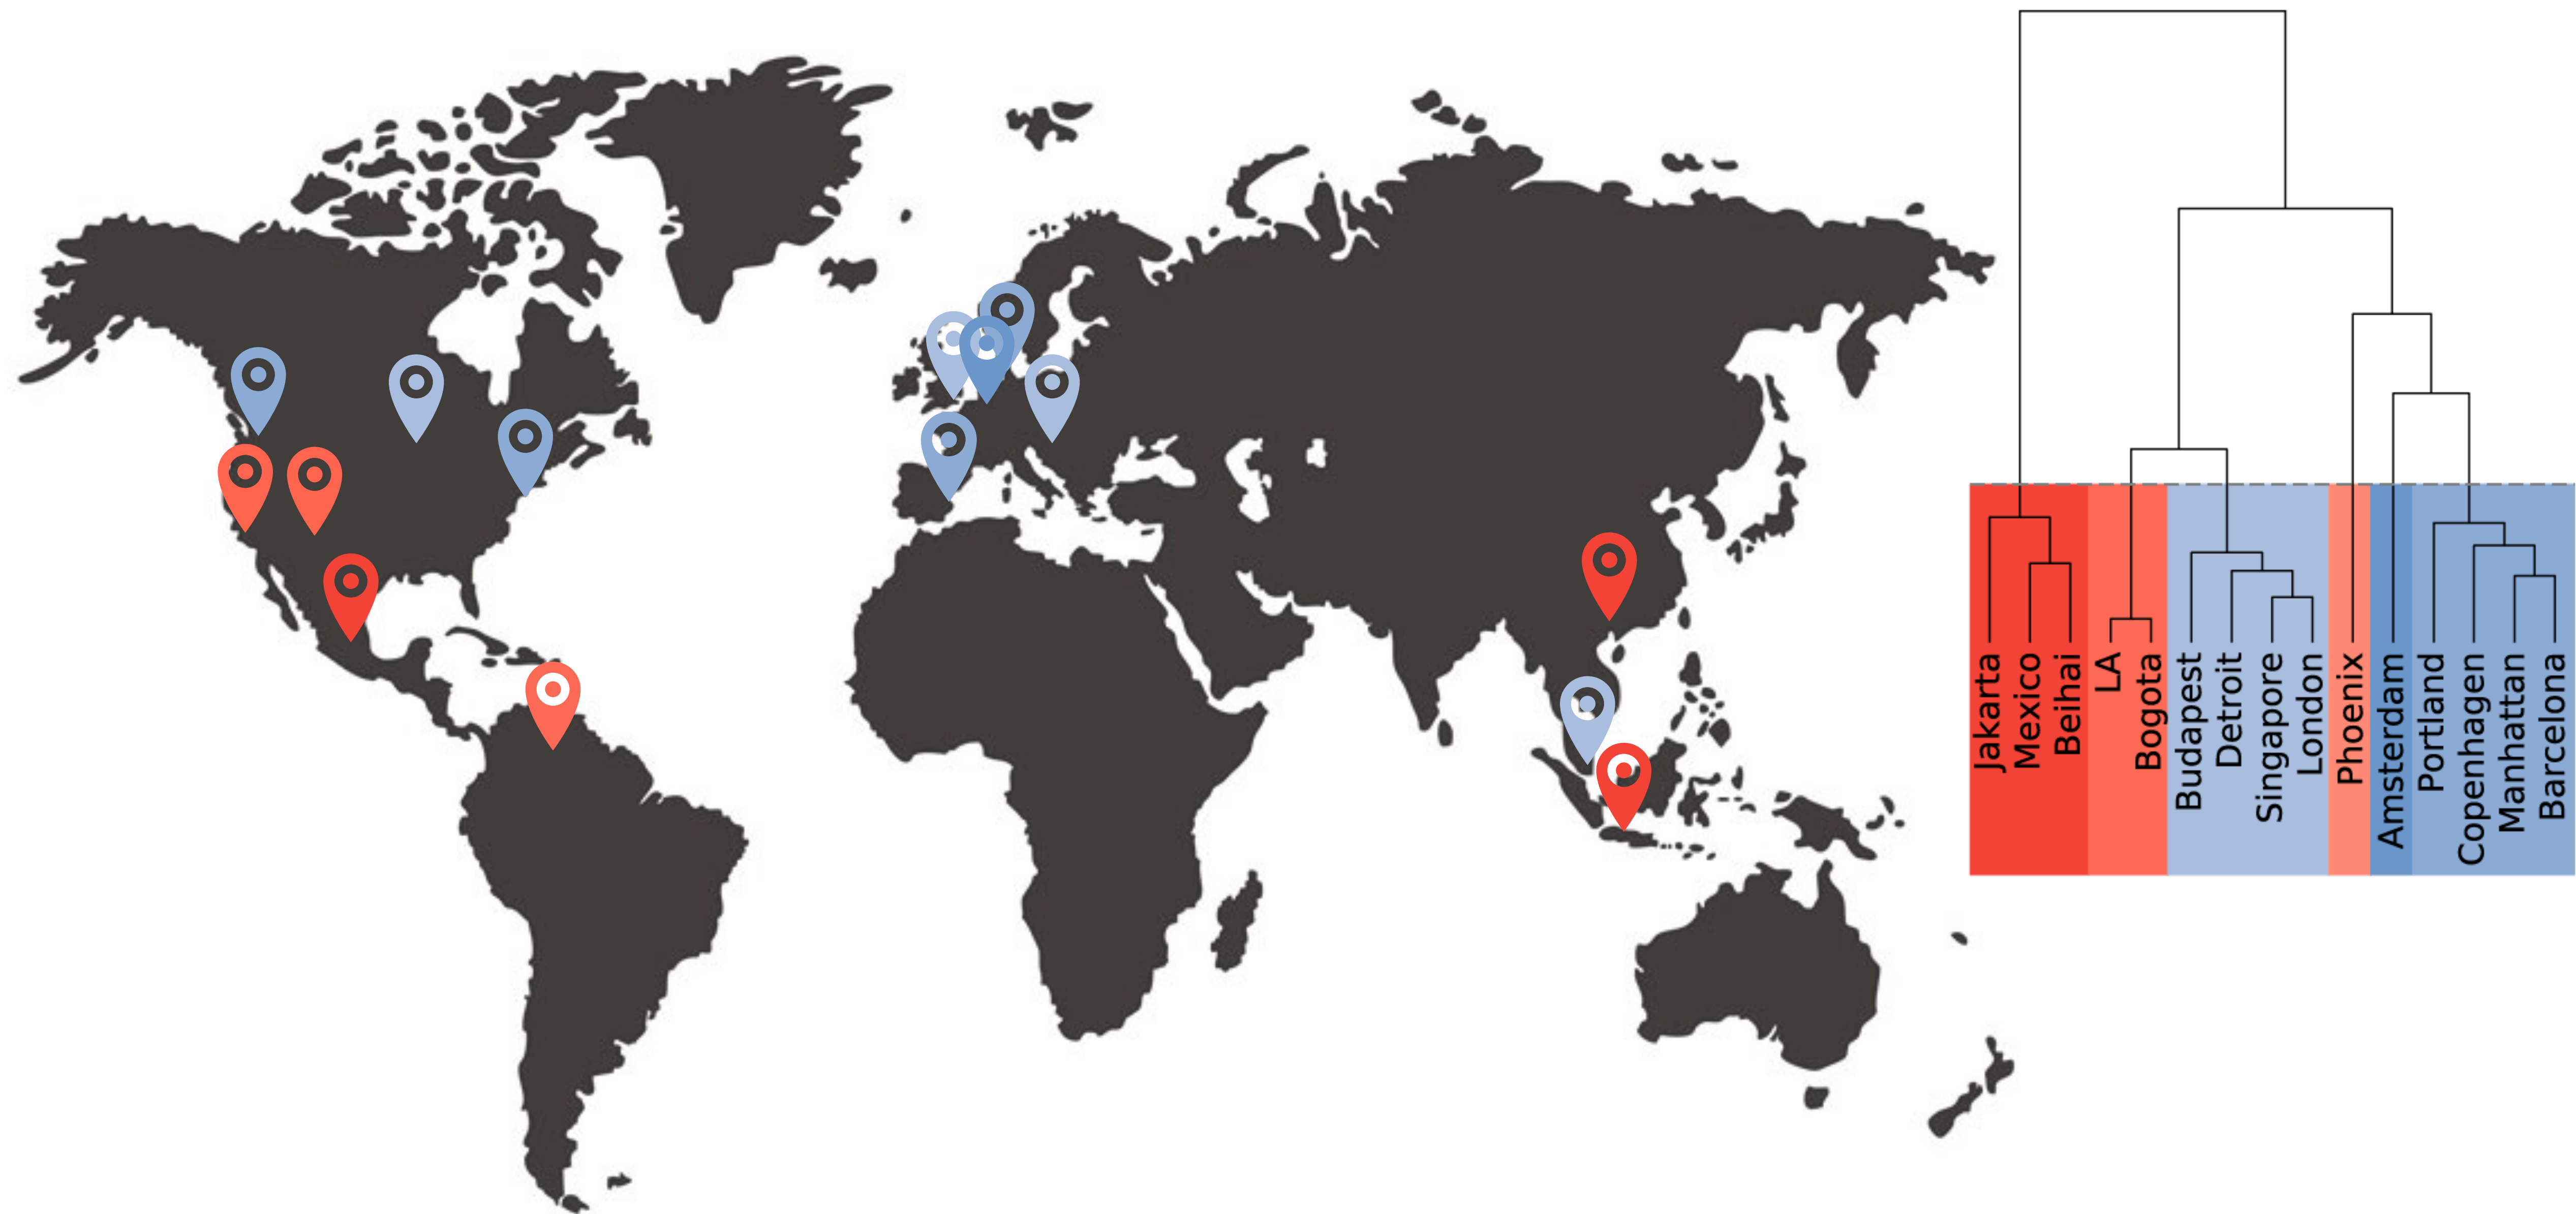 Jakarta
Mexico
Beihai
LA
Bogota
Budapest
Detroit
Singapore
London
Phoenix
Amsterdam
Portland
Copenhagen
Manhattan
Barcelona